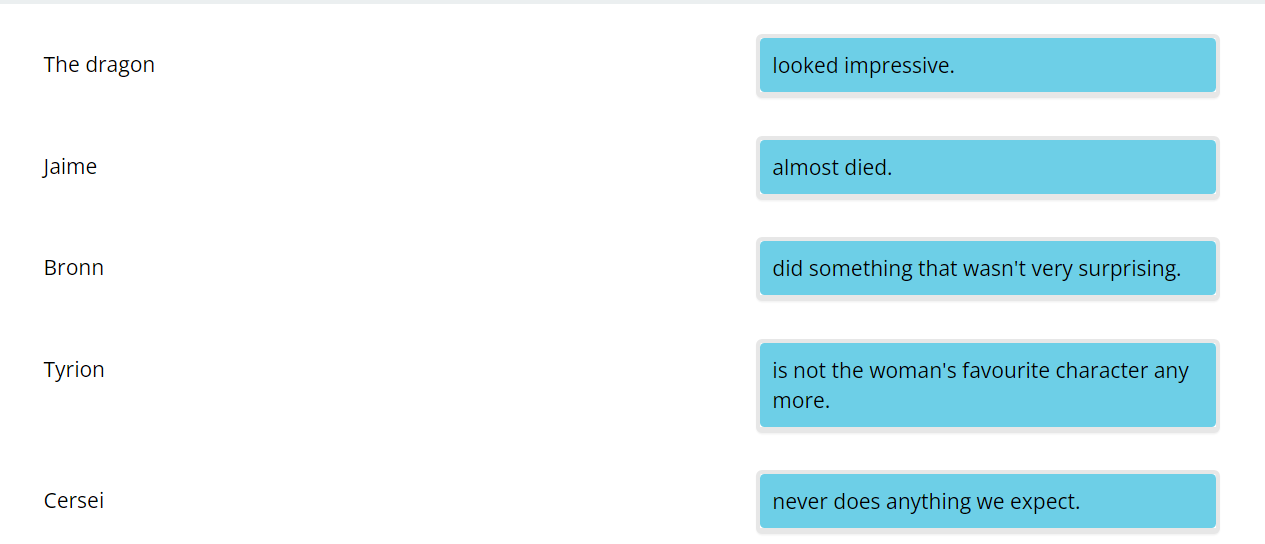 The dragon
looked impressive.
Jaime
almost died.
Bronn
did something that wasn't very surprising.
Tyrion
is not the woman's favourite character any
more.
Cersei
never does anything we expect.